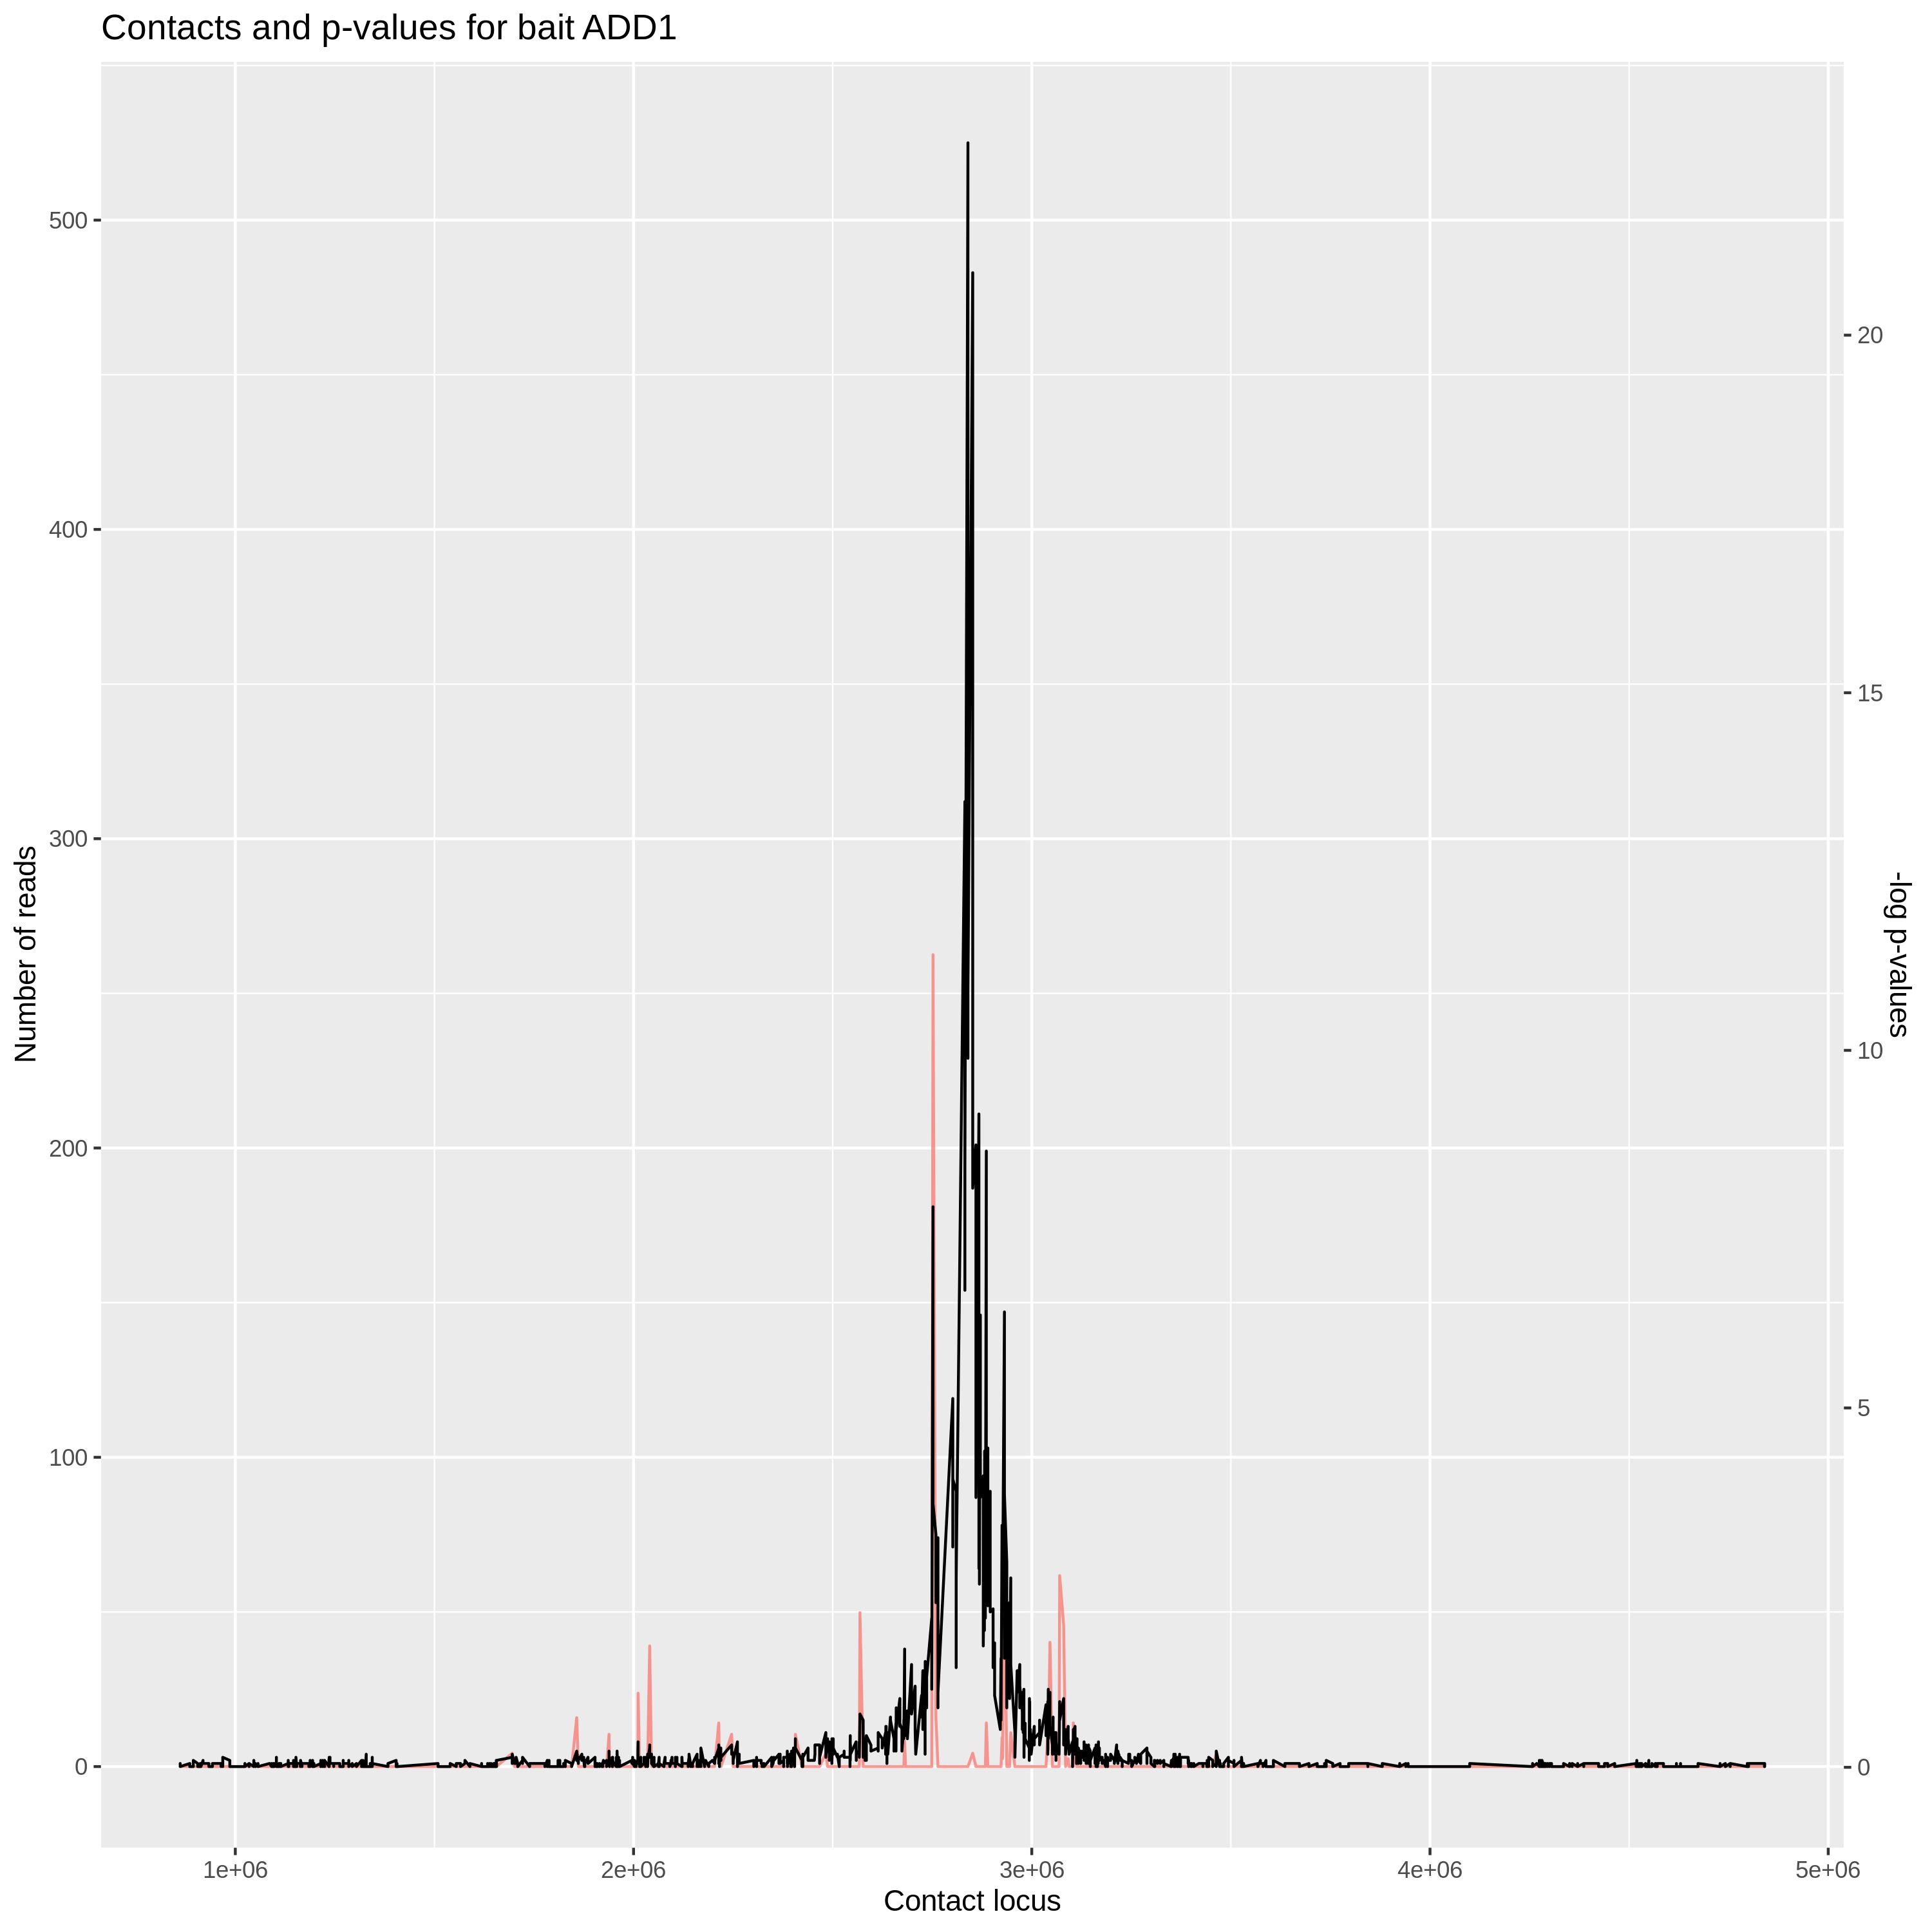 Contacts and p-values for bait ADD1
500
400
300
200
100
0
Number of reads
20
15
10
5
0
-log p-values
1e+06
2e+06
3e+06
4e+06
5e+06
Contact locus